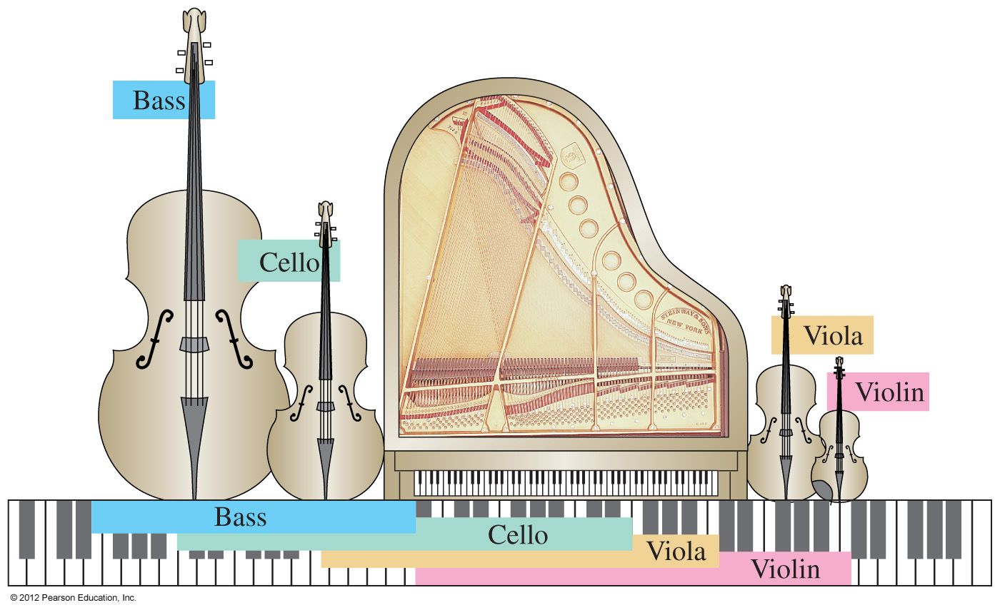 Bass
Cello
STEINWAY & SONS
NEW YORK
Viola
Violin
Bass
Cello
Viola
Violin
© 2012 Pearson Education, Inc.